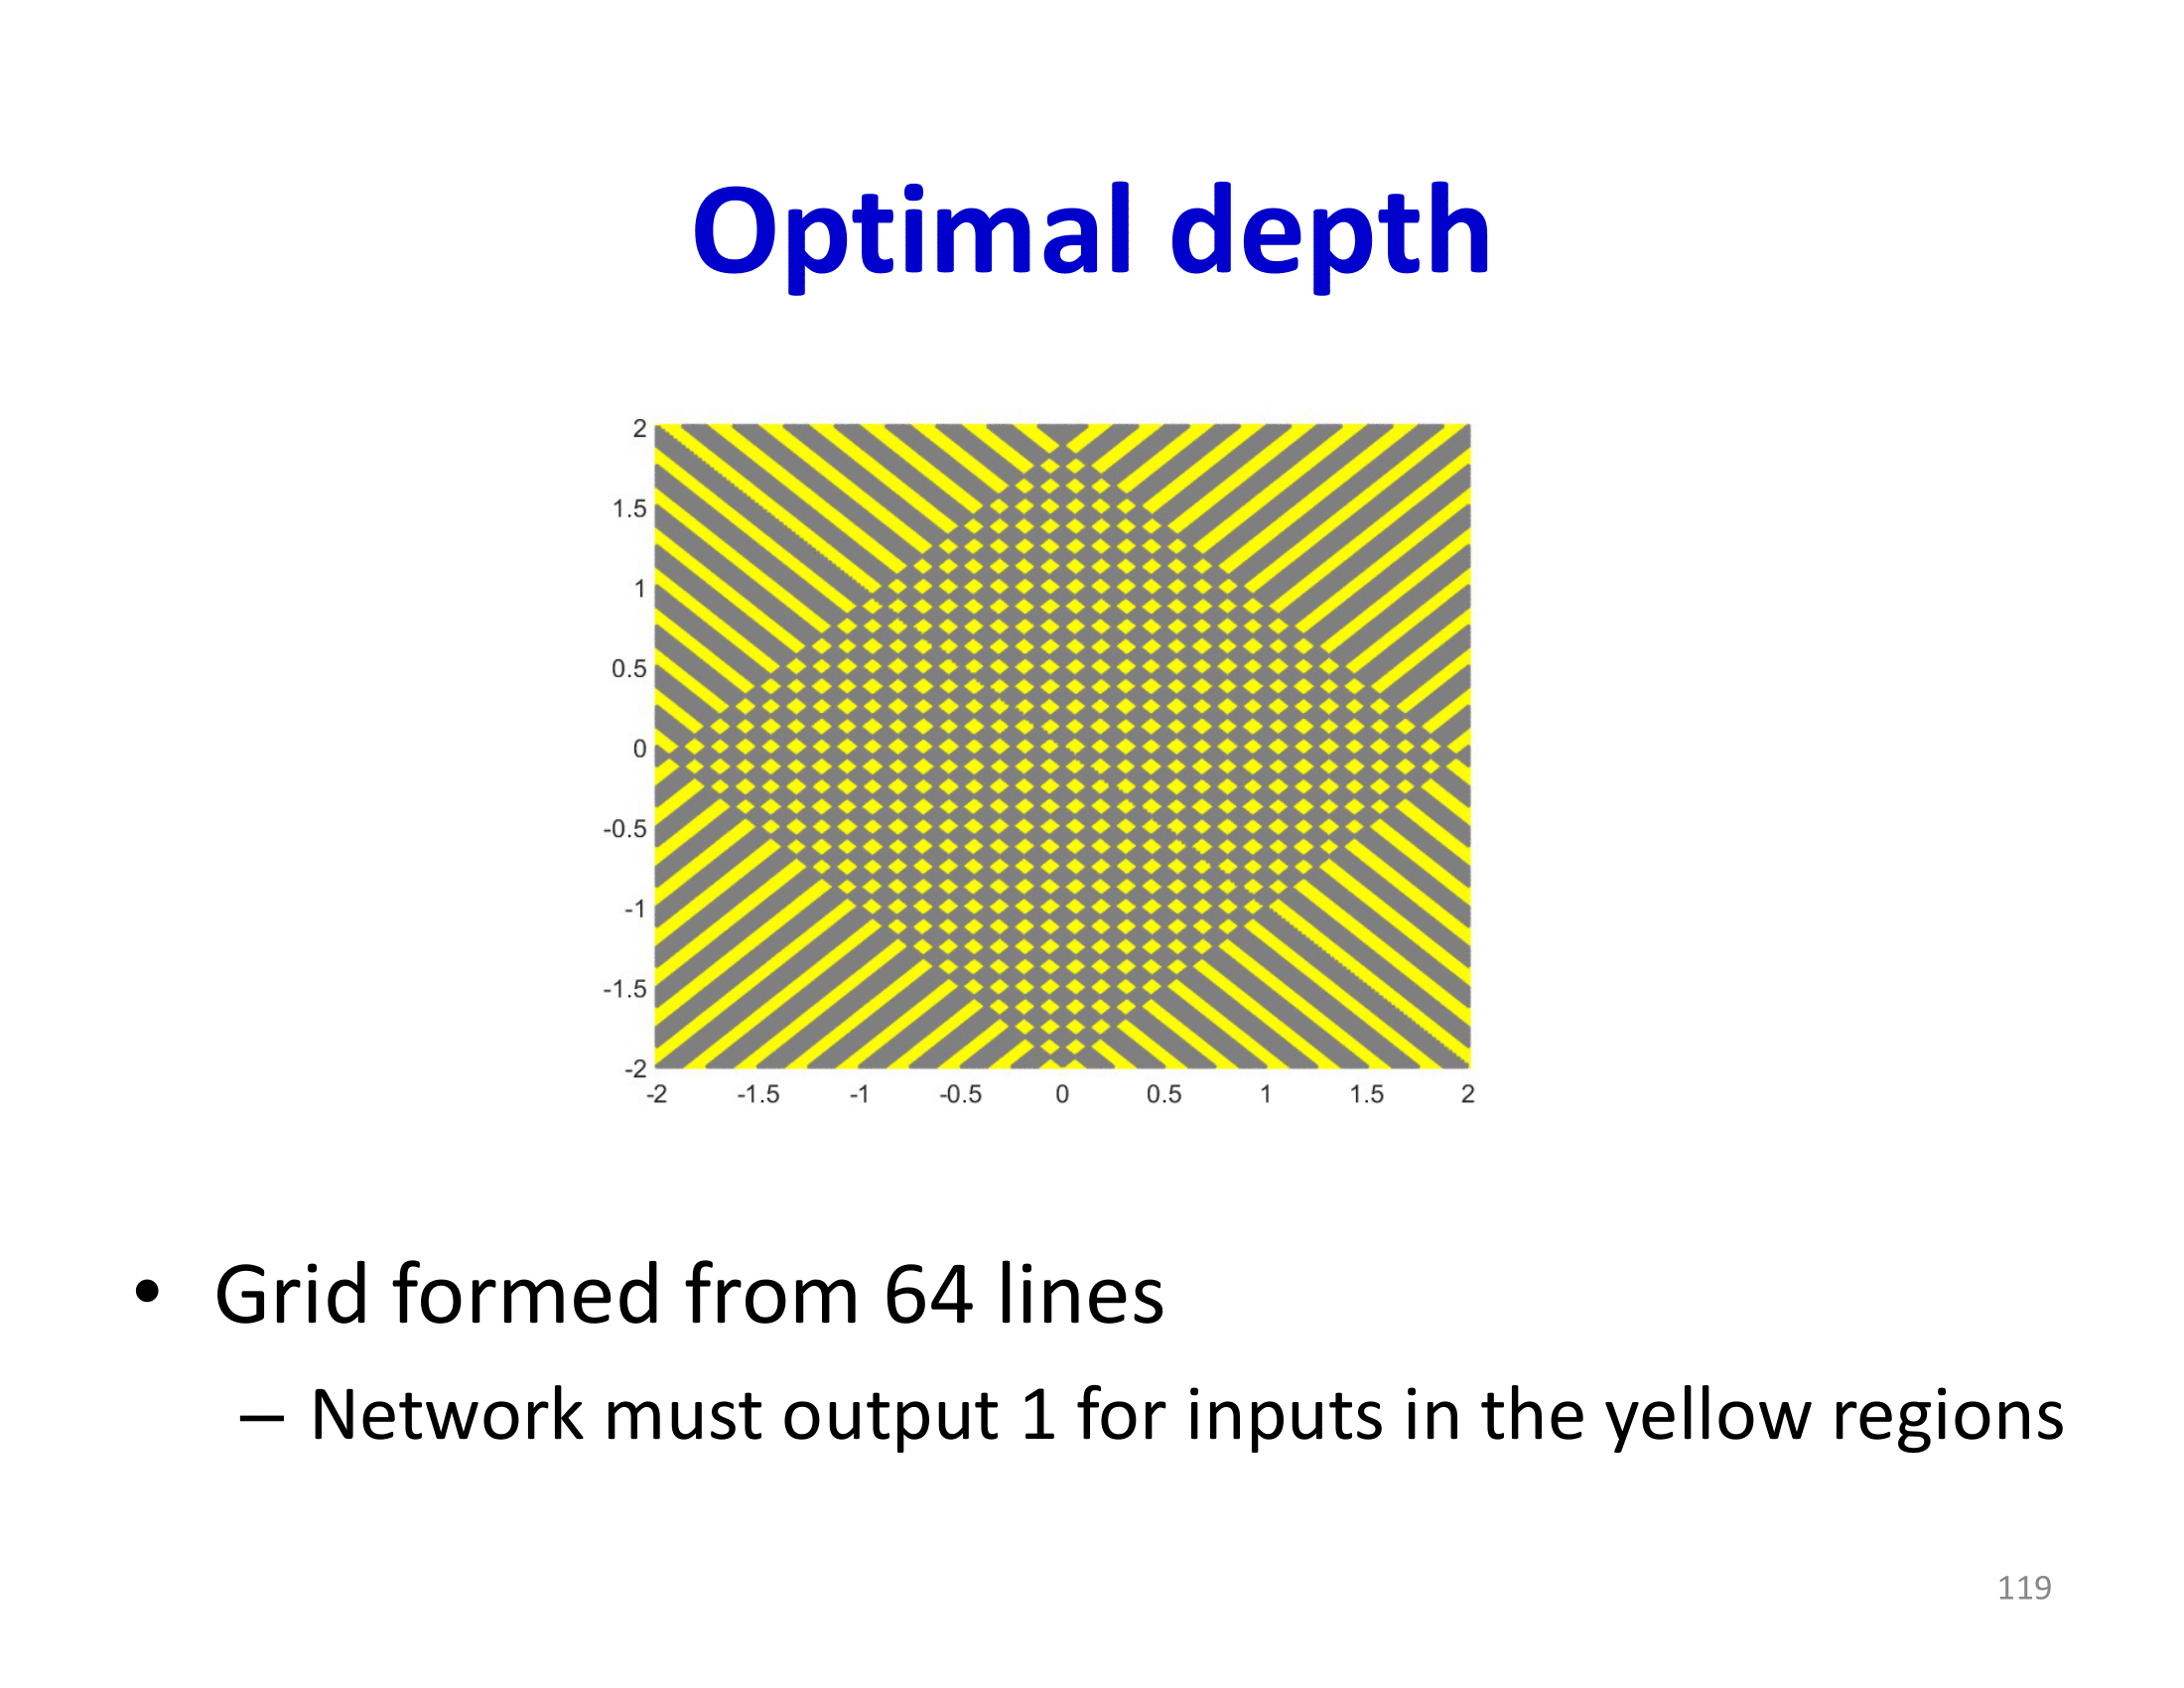 Optimal depth
2
1.5
1
0.5
0
-0.5
-1
-1.5
-2
-2 -1.5 -1 -0.5 0 0.5 1 1.5 2
• Grid formed from 64 lines
– Network must output 1 for inputs in the yellow regions
119